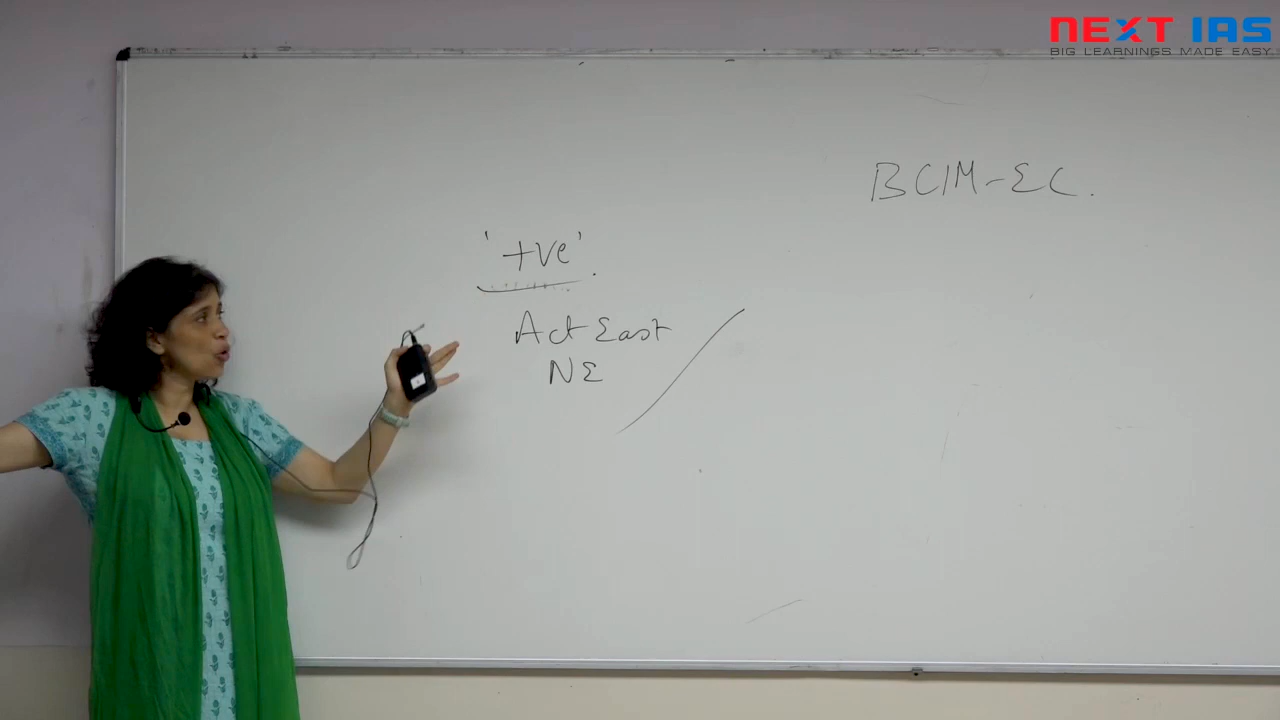 NEXT IAS
BIG LEARNINGS MADE EASY
BCIM-EC.
'+ve'.
Act East
NE